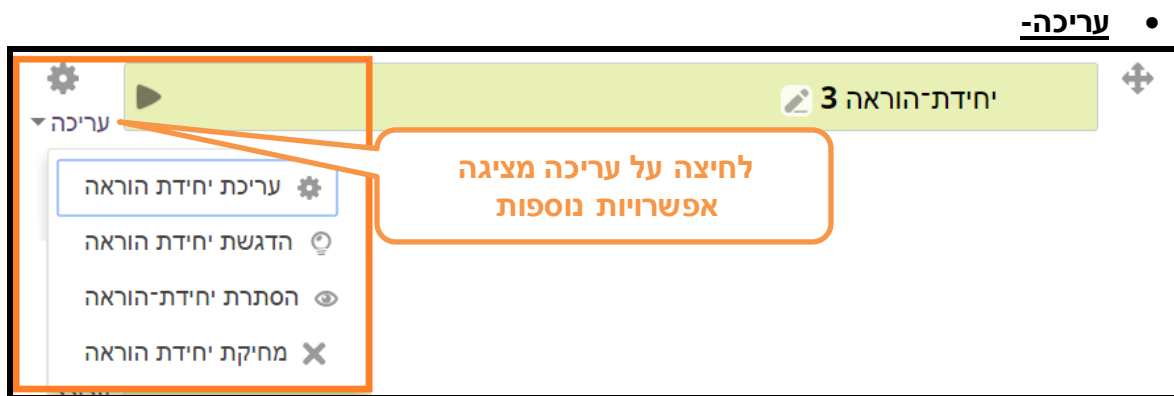 עריכה-
יחידת־הוראה 3
עריכה
לחיצה על עריכה מציגה
אפשרויות נוספות
עריכת יחידת הוראה
הדגשת יחידת הוראה
הסתרת יחידת־הוראה
מחיקת יחידת הוראה